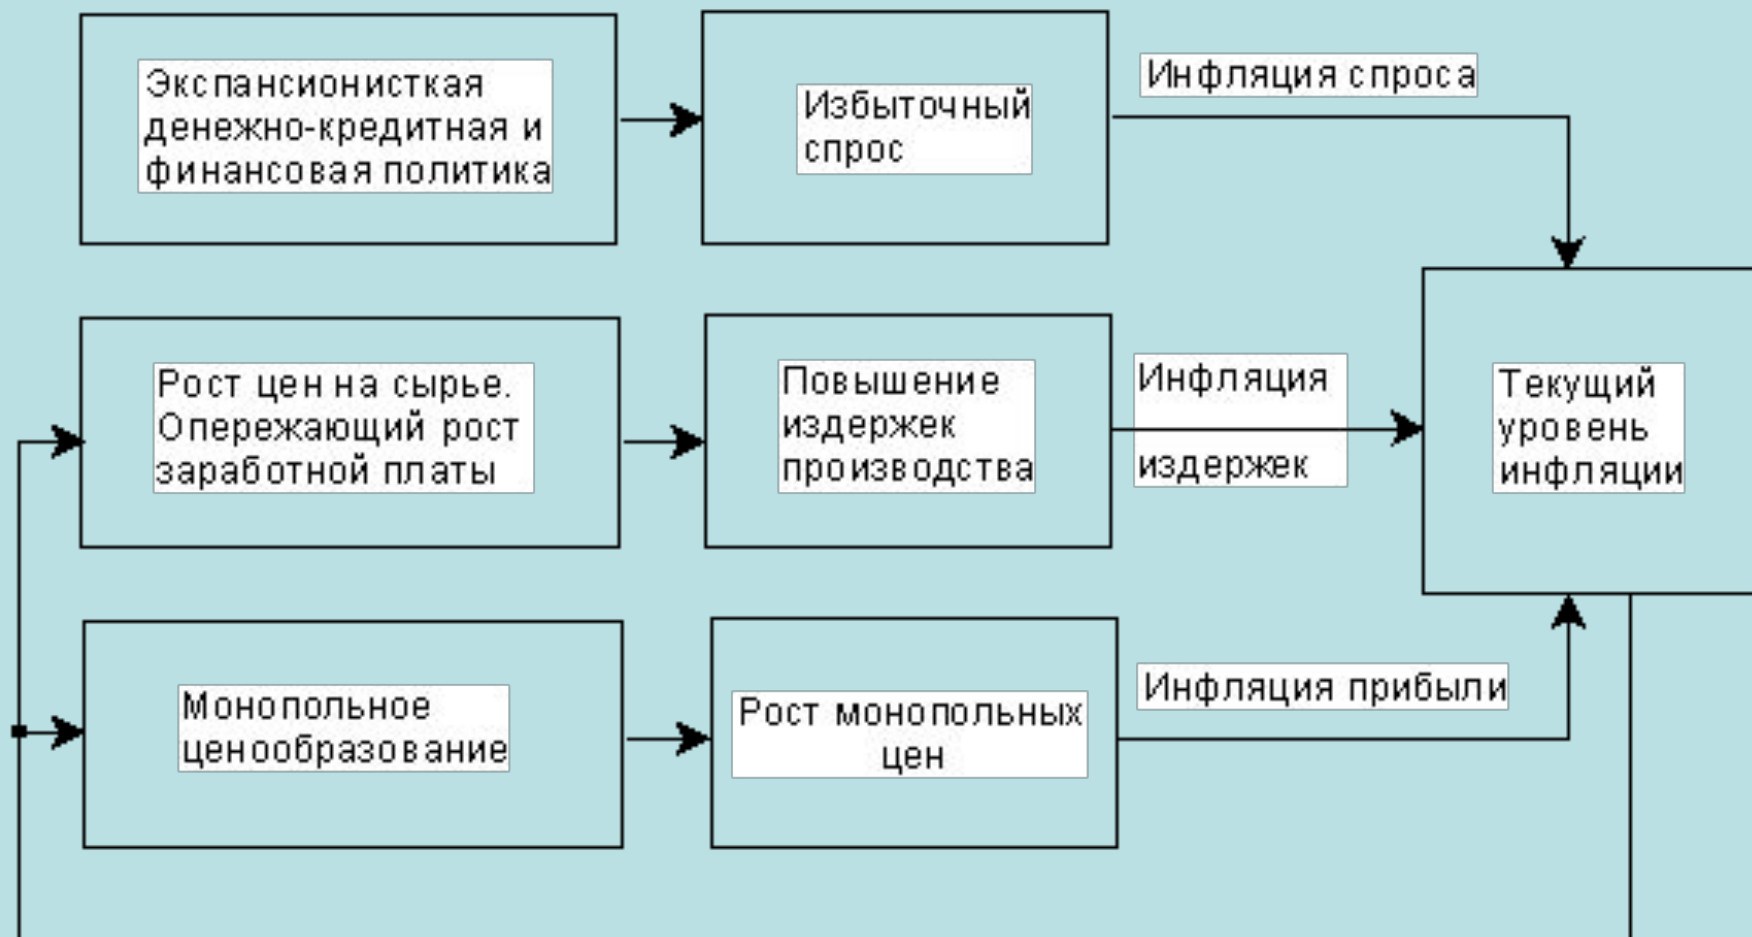 Экспансионисткая
денежно-кредитная и
финансовая политика
Избыточный
спрос
Инфляция спроса
Рост цен на сырье.
Опережающий рост
заработной платы
Повышение
издержек
производства
Инфляция
издержек
Текущий
уровень
инфляции
Монопольное
ценообразование
Рост монопольных
цен
Инфляция прибыли